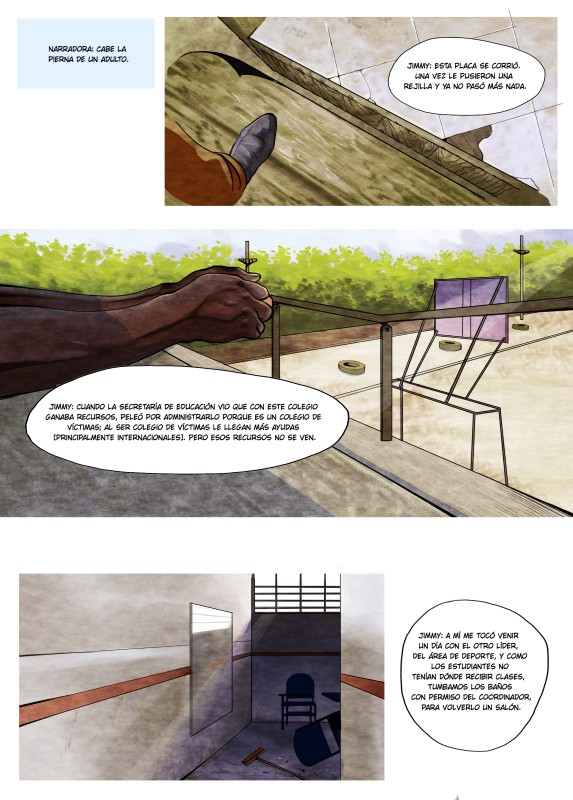 NARRADORA: CABE LA
PIERNA DE UN ADULTO.
JIMMY: ESTA PLACA SE CORRIÓ.
UNA VEZ LE PUSIERON UNA
REJILLA Y YA NO PASÓ MÁS NADA.
JIMMY: CUANDO LA SECRETARÍA DE EDUCACIÓN VIO QUE CON ESTE COLEGIO
GANABA RECURSOS, PELEÓ POR ADMINISTRARLO PORQUE ES UN COLEGIO DE
VÍCTIMAS; AL SER COLEGIO DE VÍCTIMAS LE LLEGAN MÁS AYUDAS
[PRINCIPALMENTE INTERNACIONALES]. PERO ESOS RECURSOS NO SE VEN.
JIMMY: A MÍ ME TOCÓ VENIR
UN DÍA CON EL OTRO LÍDER,
DEL ÁREA DE DEPORTE, Y COMO
LOS ESTUDIANTES NO
TENÍAN DÓNDE RECIBIR CLASES,
TUMBAMOS LOS BAÑOS
CON PERMISO DEL COORDINADOR,
PARA VOLVERLO UN SALÓN.